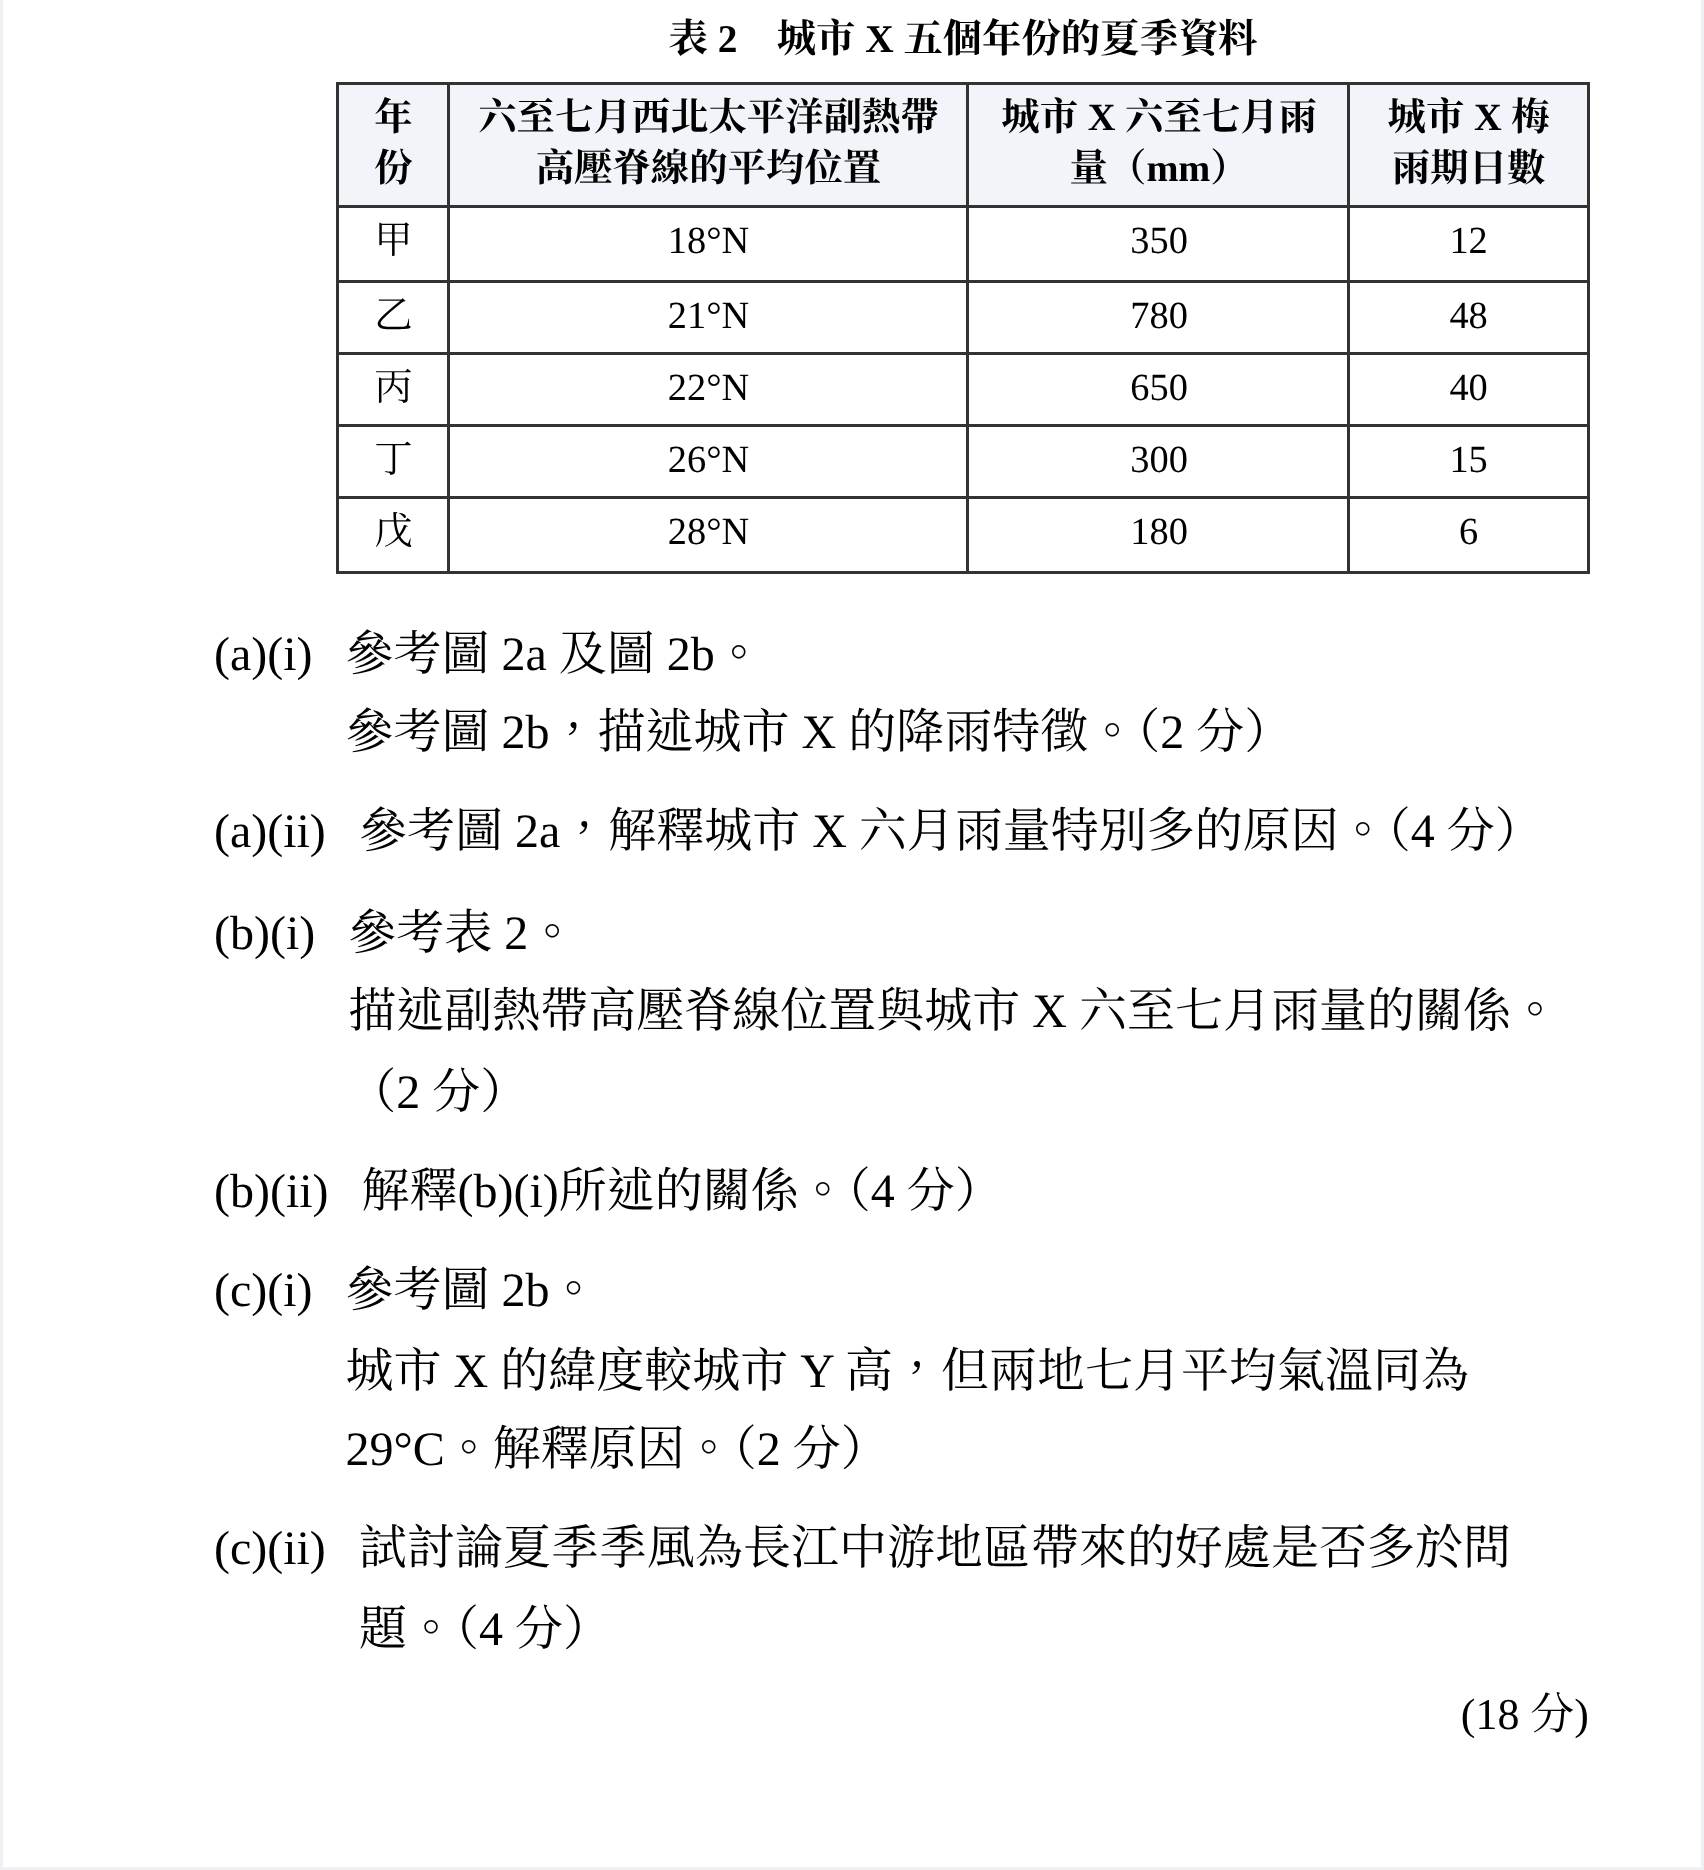 表 2　城市 X 五個年份的夏季資料
年份 六至七月西北太平洋副熱帶高壓脊線的平均位置 城市 X 六至七月雨量（mm） 城市 X 梅雨期日數
甲 18°N 350 12
乙 21°N 780 48
丙 22°N 650 40
丁 26°N 300 15
戊 28°N 180 6
(a)(i) 參考圖 2a 及圖 2b。
參考圖 2b，描述城市 X 的降雨特徵。（2 分）
(a)(ii) 參考圖 2a，解釋城市 X 六月雨量特別多的原因。（4 分）
(b)(i) 參考表 2。
描述副熱帶高壓脊線位置與城市 X 六至七月雨量的關係。
（2 分）
(b)(ii) 解釋(b)(i)所述的關係。（4 分）
(c)(i) 參考圖 2b。
城市 X 的緯度較城市 Y 高，但兩地七月平均氣溫同為
29°C。解釋原因。（2 分）
(c)(ii) 試討論夏季季風為長江中游地區帶來的好處是否多於問
題。（4 分）
(18 分)